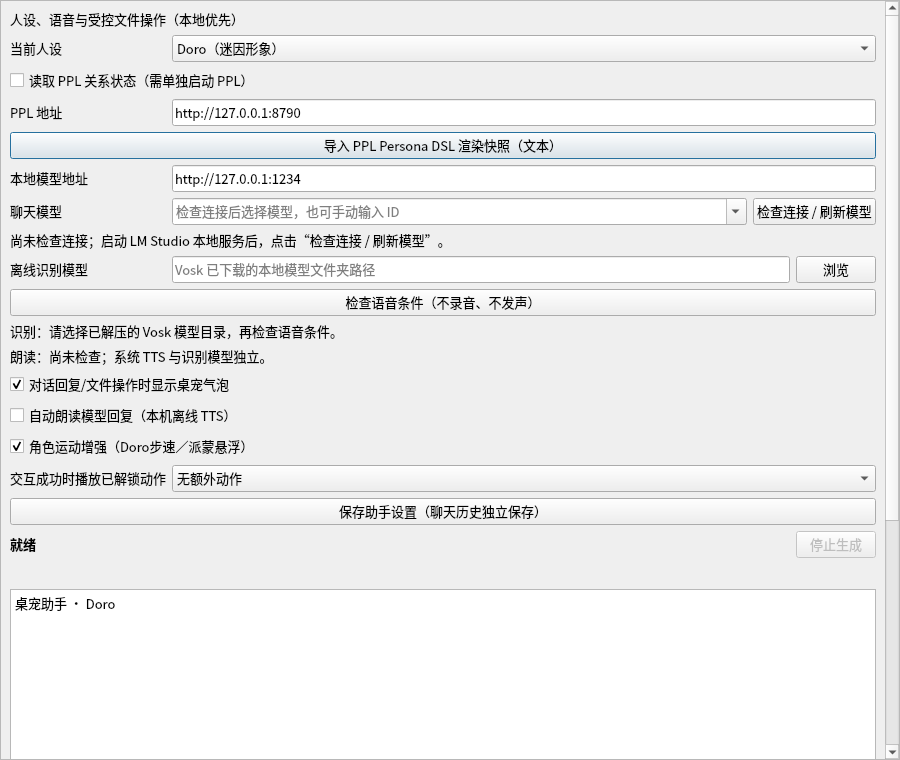 人设、语音与受控文件操作（本地优先）
当前人设 Doro（迷因形象）
读取 PPL 关系状态（需单独启动 PPL）
PPL 地址 http://127.0.0.1:8790
导入 PPL Persona DSL 渲染快照（文本）
本地模型地址 http://127.0.0.1:1234
聊天模型 检查连接后选择模型，也可手动输入 ID 检查连接 / 刷新模型
尚未检查连接；启动 LM Studio 本地服务后，点击“检查连接 / 刷新模型”。
离线识别模型 Vosk 已下载的本地模型文件夹路径 浏览
检查语音条件（不录音、不发声）
识别：请选择已解压的 Vosk 模型目录，再检查语音条件。
朗读：尚未检查；系统 TTS 与识别模型独立。
对话回复/文件操作时显示桌宠气泡
自动朗读模型回复（本机离线 TTS）
角色运动增强（Doro步速／派蒙悬浮）
交互成功时播放已解锁动作 无额外动作
保存助手设置（聊天历史独立保存）
就绪 停止生成
桌宠助手 · Doro